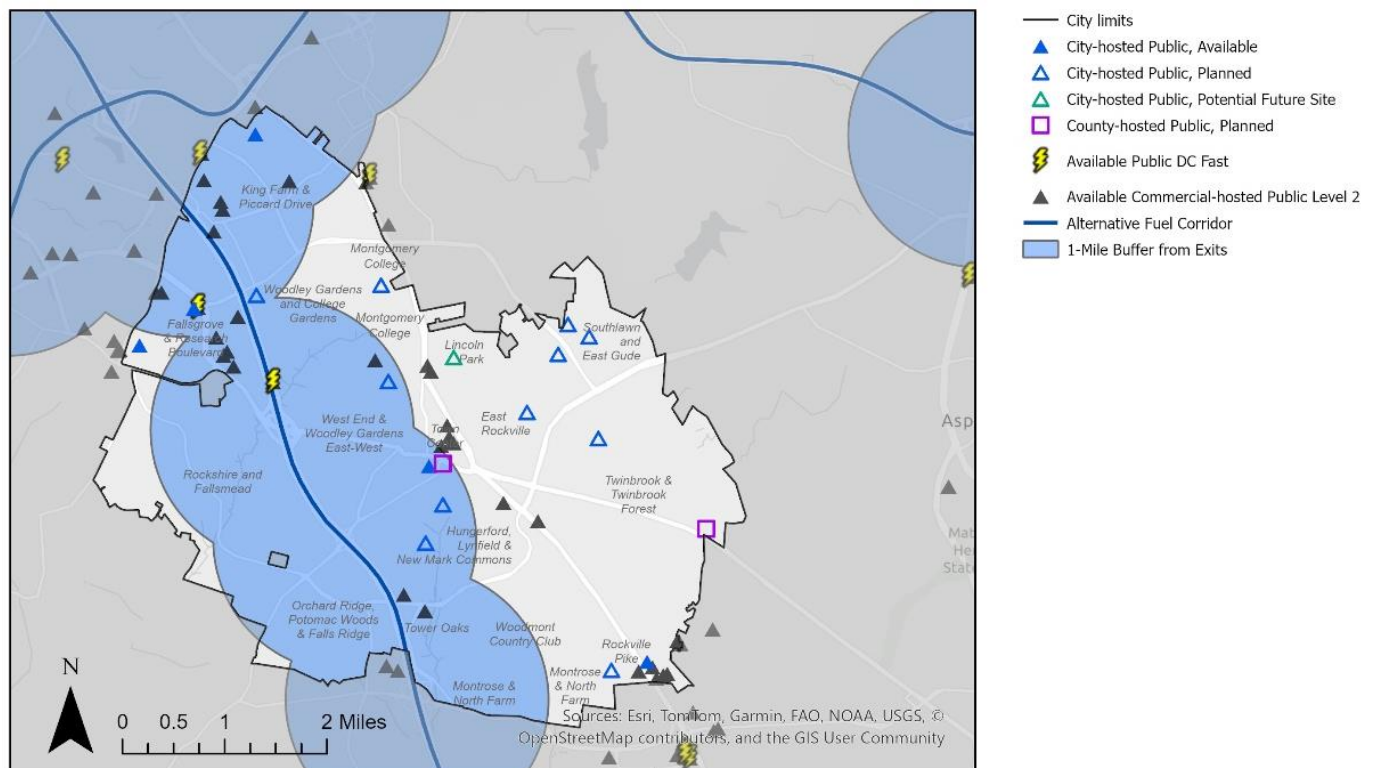 City limits
City-hosted Public, Available
City-hosted Public, Planned
City-hosted Public, Potential Future Site
County-hosted Public, Planned
Available Public DC Fast
Available Commercial-hosted Public Level 2
Alternative Fuel Corridor
1-Mile Buffer from Exits
King Farm &
Piccard Drive
Montgomery
College
Woodley Gardens
and College
Gardens
Montgomery
College
Fallsgrove
& Research
Boulevard
Lincoln
Park
Southlawn
and
East Gude
West End &
Woodley Gardens
East-West
Town
Center
East
Rockville
Asp
Rockshire and
Fallsmead
Twinbrook &
Twinbrook
Forest
Hungerford,
Lynfield &
New Mark Commons
Mat
He
State
Orchard Ridge,
Potomac Woods
& Falls Ridge
Tower Oaks
Woodmont
Country Club
Rockville
Pike
Montrose &
North Farm
Montrose
& North
Farm
N
0 0.5 1 2 Miles
Sources: Esri, TomTom, Garmin, FAO, NOAA, USGS, ©
OpenStreetMap contributors, and the GIS User Community